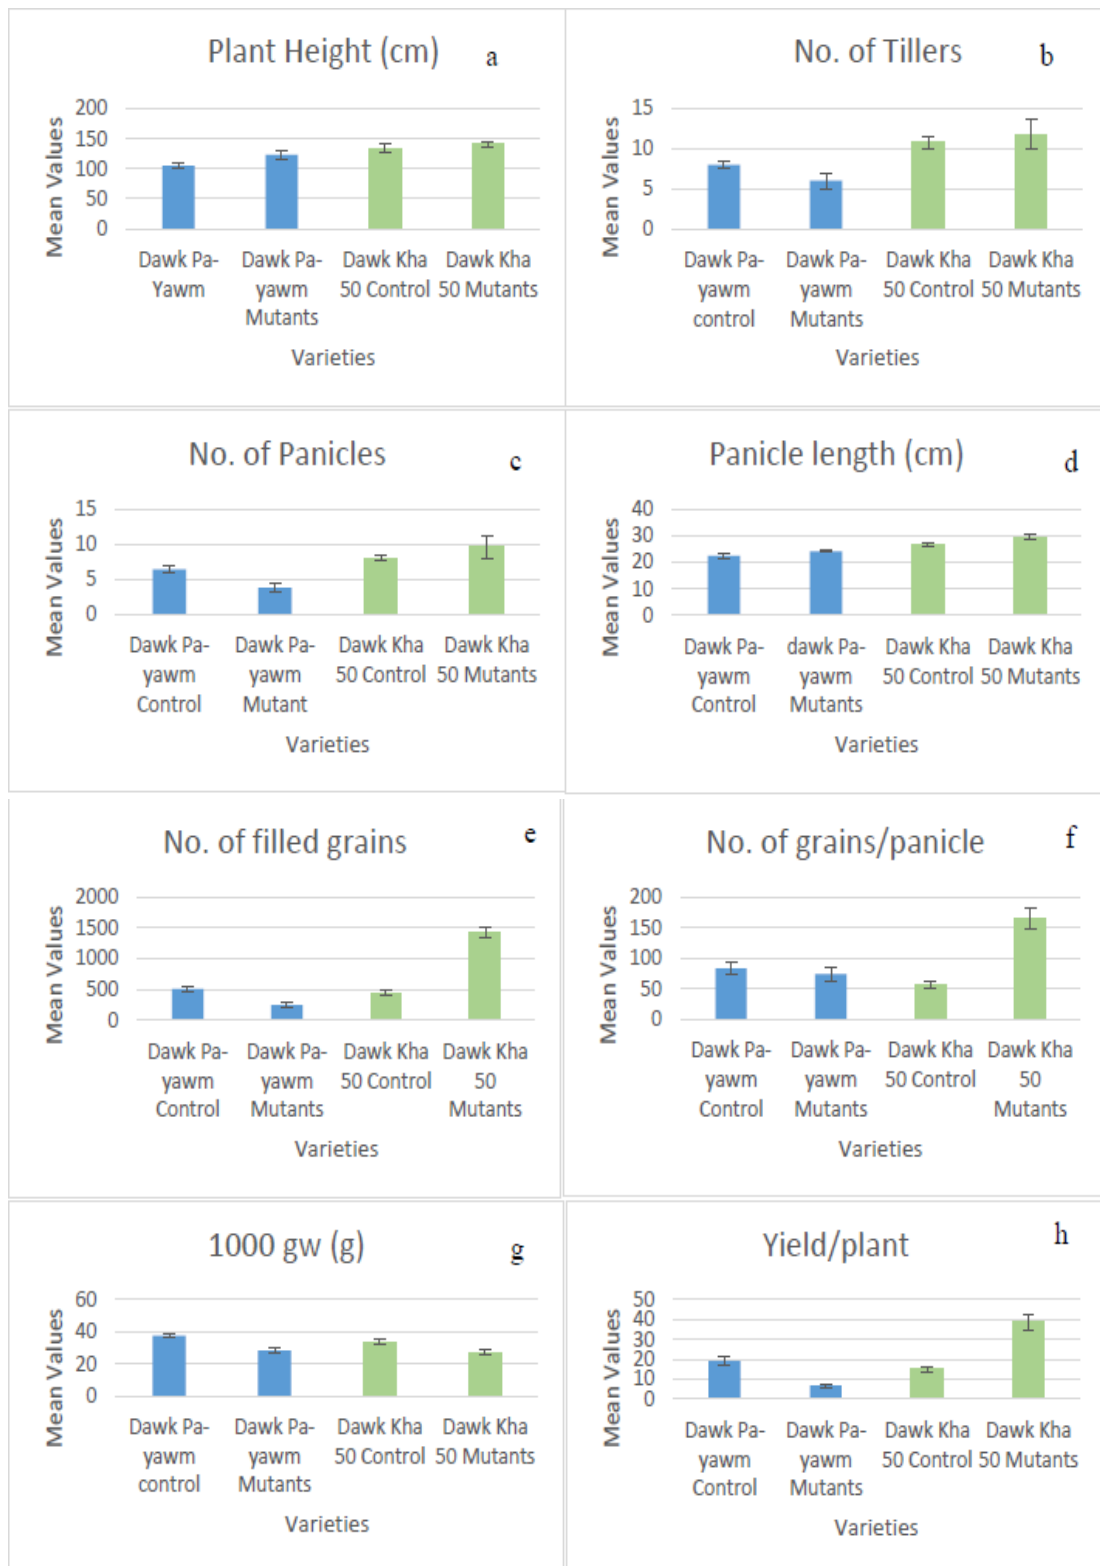 Plant Height (cm) a
200
150
100
50
0
Mean Values
Dawk Pa- Dawk Pa- Dawk Kha Dawk Kha
Yawm yawm 50 Control 50 Mutants
Mutants
Varieties
No. of Tillers b
15
10
5
0
Mean Values
Dawk Pa- Dawk Pa- Dawk Kha Dawk Kha
yawm yawm 50 Control 50 Mutants
control Mutants
Varieties
No. of Panicles c
15
10
5
0
Mean Values
Dawk Pa- Dawk Pa- Dawk Kha Dawk Kha
yawm yawm 50 Control 50 Mutants
Control Mutant
Varieties
Panicle length (cm) d
40
30
20
10
0
Mean Values
Dawk Pa- dawk Pa- Dawk Kha Dawk Kha
yawm yawm 50 Control 50 Mutants
Control Mutants
Varieties
No. of filled grains e
2000
1500
1000
500
0
Mean Values
Dawk Pa- Dawk Pa- Dawk Kha Dawk Kha
yawm yawm 50 Control 50
Control Mutants Mutants
Varieties
No. of grains/panicle f
200
150
100
50
0
Mean Values
Dawk Pa- Dawk Pa- Dawk Kha Dawk Kha
yawm yawm 50 Control 50
Control Mutants Mutants
Varieties
1000 gw (g) g
60
40
20
0
Mean Values
Dawk Pa- Dawk Pa- Dawk Kha Dawk Kha
yawm yawm 50 Control 50 Mutants
control Mutants
Varieties
Yield/plant h
50
40
30
20
10
0
Mean Values
Dawk Pa- Dawk Pa- Dawk Kha Dawk Kha
yawm yawm 50 Control 50 Mutants
Control Mutants
Varieties